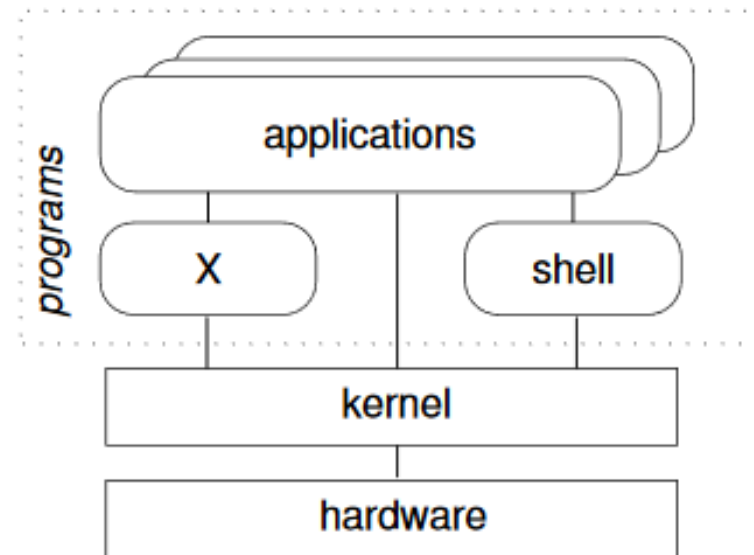 applications
programs
X
shell
kernel
hardware